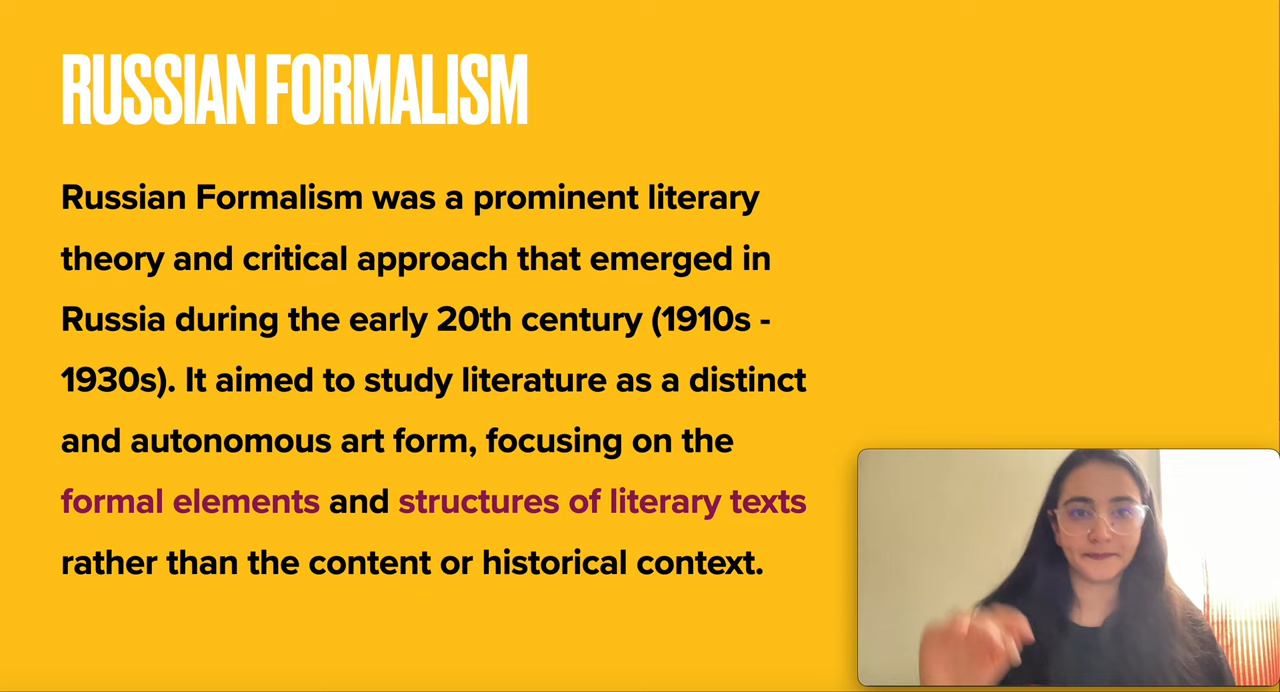 RUSSIAN FORMALISM
Russian Formalism was a prominent literary
theory and critical approach that emerged in
Russia during the early 20th century (1910s -
1930s). It aimed to study literature as a distinct
and autonomous art form, focusing on the
formal elements and structures of literary texts
rather than the content or historical context.